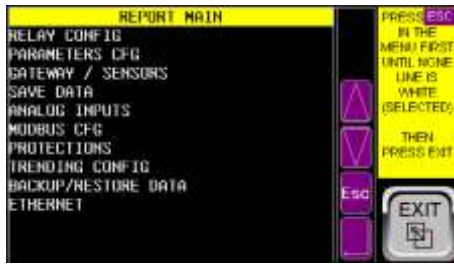 REPORT MAIN
RELAY CONFIG
PARAMETERS CFG
GATEWAY / SENSORS
SAVE DATA
ANALOG INPUTS
MODBUS CFG
PROTECTIONS
TRENDING CONFIG
BACKUP/RESTORE DATA
ETHERNET
Esc
PRESS ESC
IN THE
MENU FIRST
UNTIL NONE
LINE IS
WHITE
(SELECTED)
THEN
PRESS EXIT
EXIT